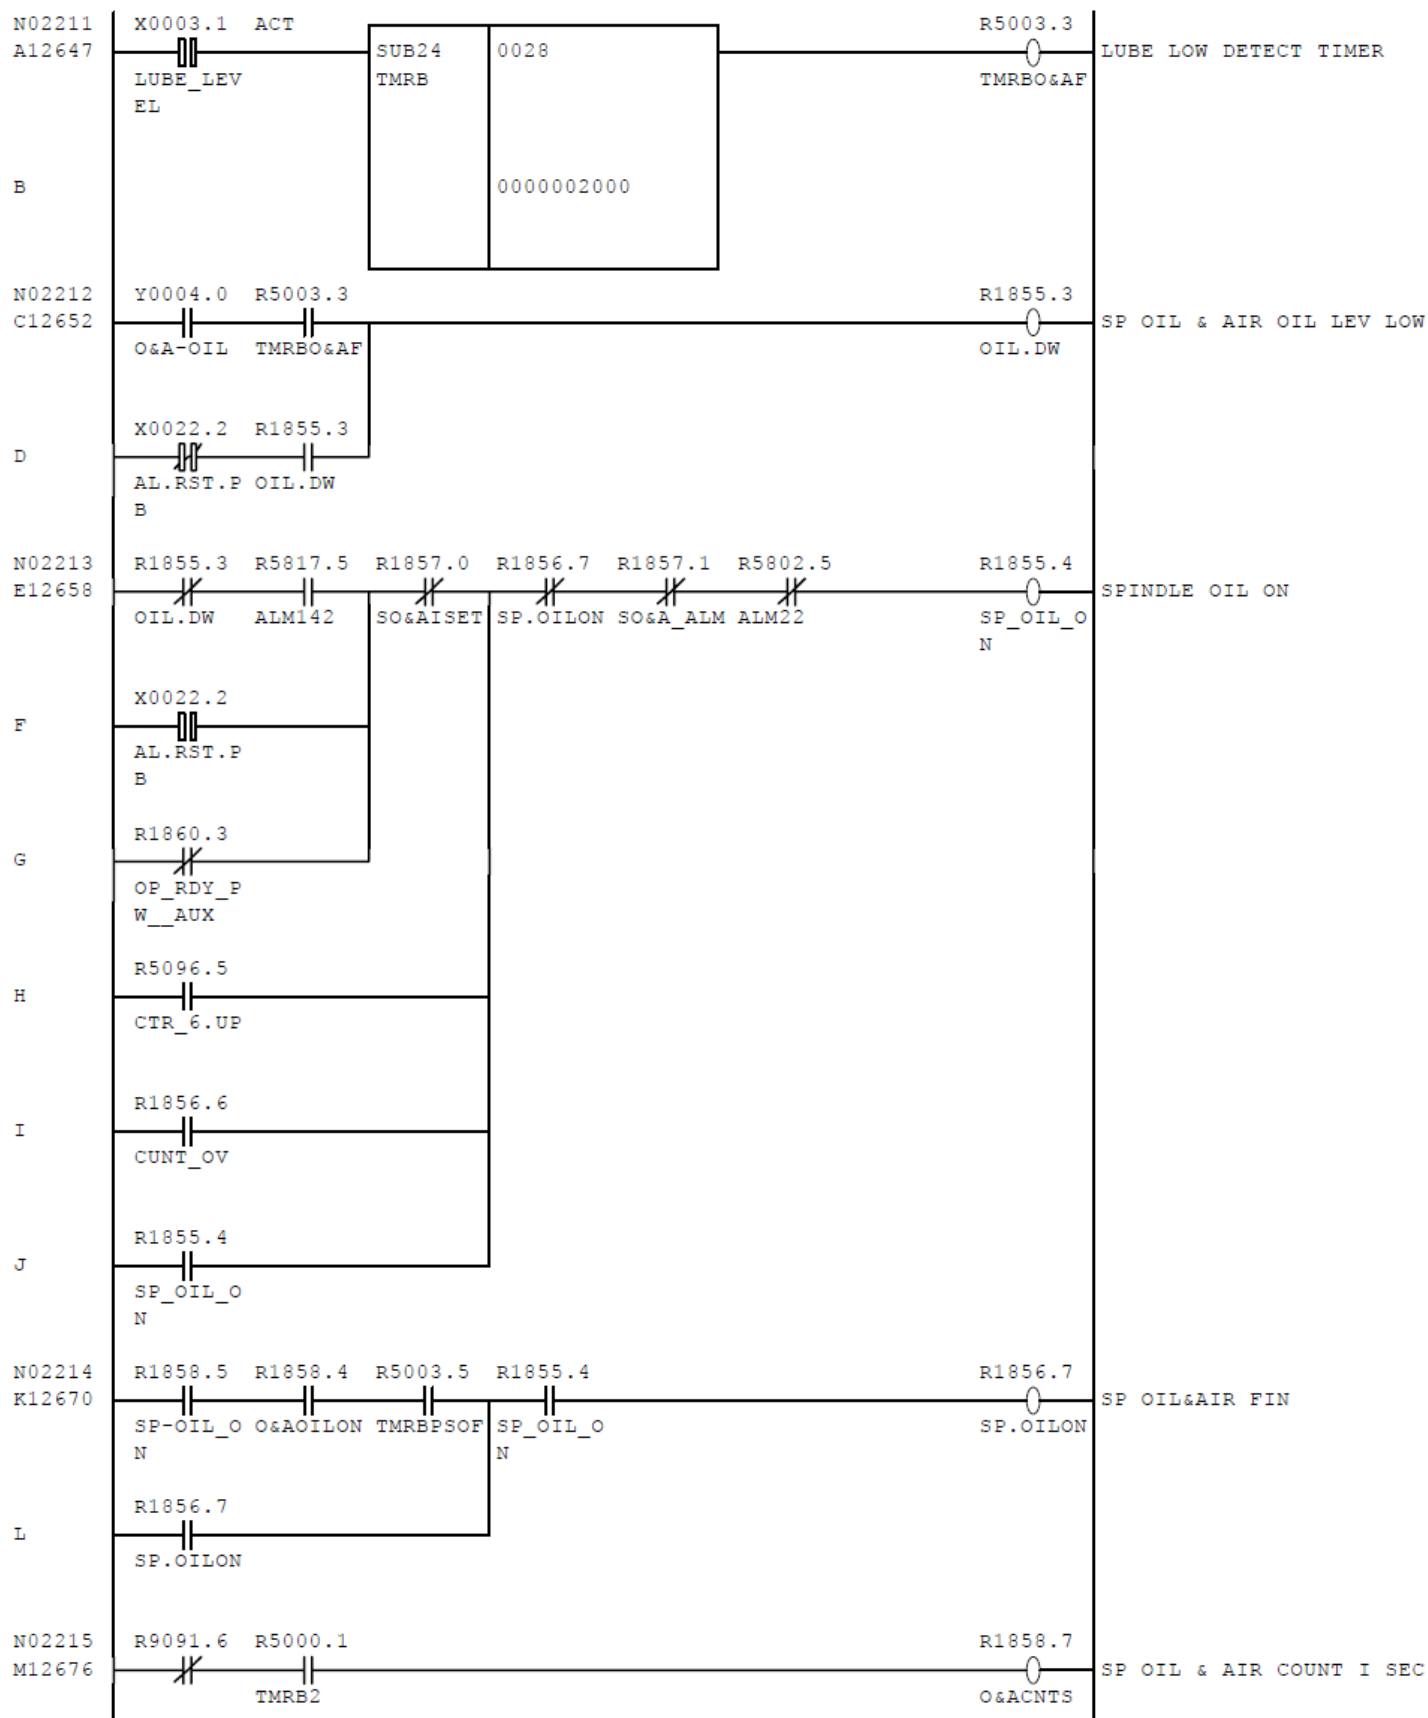 N02211 X0003.1 ACT R5003.3
A12647 SUB24 0028 LUBE LOW DETECT TIMER
LUBE_LEV TMRB TMRBO&AF
EL
B 0000002000
N02212 Y0004.0 R5003.3 R1855.3
C12652 SP OIL & AIR OIL LEV LOW
O&A-OIL TMRBO&AF OIL.DW
X0022.2 R1855.3
D
AL.RST.P OIL.DW
B
N02213 R1855.3 R5817.5 R1857.0 R1856.7 R1857.1 R5802.5 R1855.4
E12658 SPINDLE OIL ON
OIL.DW ALM142 SO&AISET SP.OILON SO&A_ALM ALM22 SP_OIL_O
N
X0022.2
F
AL.RST.P
B
R1860.3
G
OP_RDY_P
W__AUX
R5096.5
H
CTR_6.UP
R1856.6
I
CUNT_OV
R1855.4
J
SP_OIL_O
N
N02214 R1858.5 R1858.4 R5003.5 R1855.4 R1856.7
K12670 SP OIL&AIR FIN
SP-OIL_O O&AOILON TMRBPSOF SP_OIL_O SP.OILON
N N
R1856.7
L
SP.OILON
N02215 R9091.6 R5000.1 R1858.7
M12676 SP OIL & AIR COUNT I SEC
TMRB2 O&ACNTS